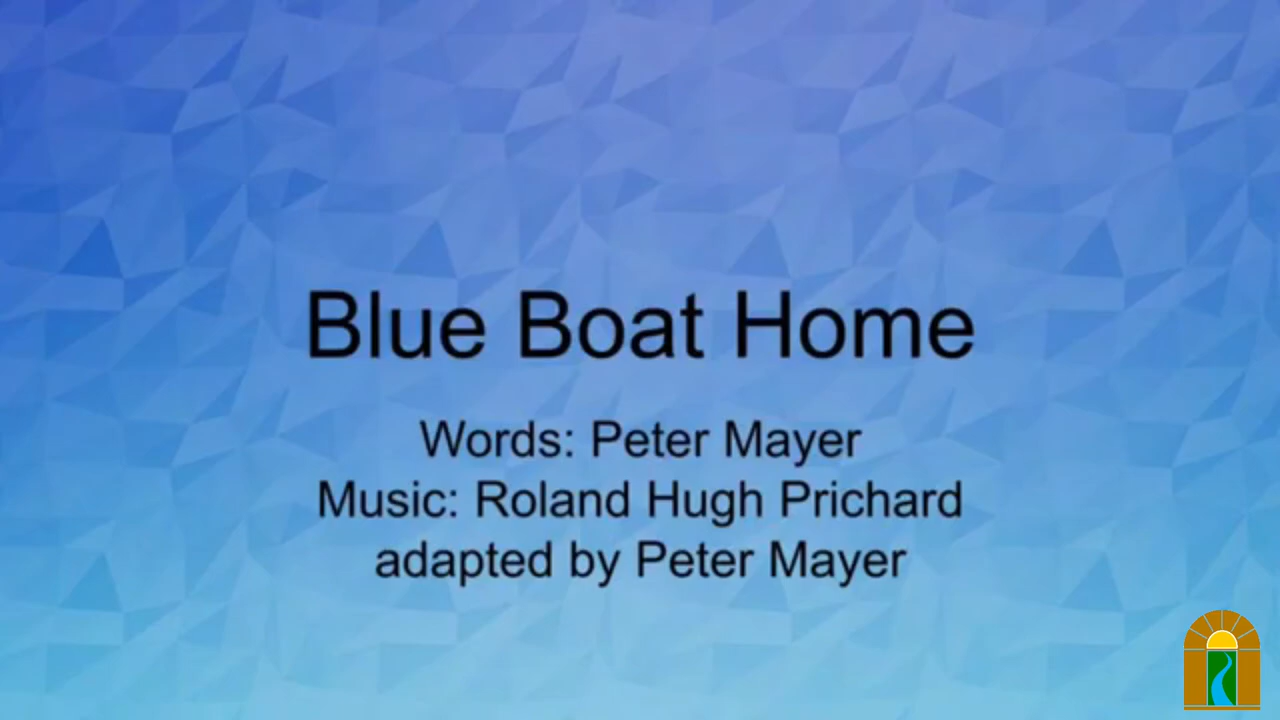 Blue Boat Home
Words: Peter Mayer
Music: Roland Hugh Prichard
adapted by Peter Mayer